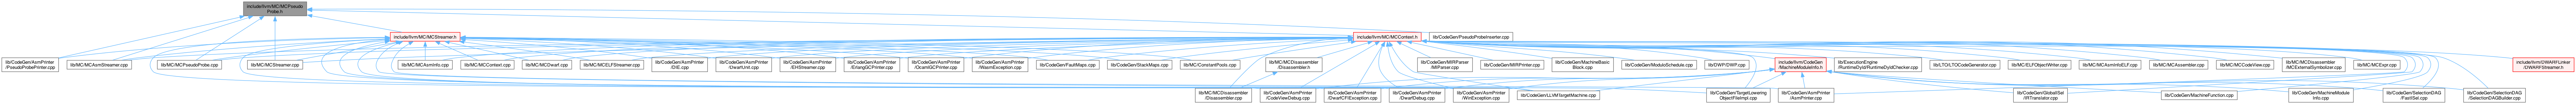 include/llvm/MC/MCPseudo
Probe.h
include/llvm/MC/MCStreamer.h
include/llvm/MC/MCContext.h
lib/CodeGen/PseudoProbeInserter.cpp
lib/CodeGen/AsmPrinter
/PseudoProbePrinter.cpp
lib/MC/MCAsmStreamer.cpp
lib/MC/MCPseudoProbe.cpp
lib/MC/MCStreamer.cpp
lib/MC/MCAsmInfo.cpp
lib/MC/MCContext.cpp
lib/MC/MCDwarf.cpp
lib/MC/MCELFStreamer.cpp
lib/CodeGen/AsmPrinter
/DIE.cpp
lib/CodeGen/AsmPrinter
/DwarfUnit.cpp
lib/CodeGen/AsmPrinter
/EHStreamer.cpp
lib/CodeGen/AsmPrinter
/ErlangGCPrinter.cpp
lib/CodeGen/AsmPrinter
/OcamlGCPrinter.cpp
lib/CodeGen/AsmPrinter
/WasmException.cpp
lib/CodeGen/FaultMaps.cpp
lib/CodeGen/StackMaps.cpp
lib/MC/ConstantPools.cpp
lib/MC/MCDisassembler
/Disassembler.h
lib/CodeGen/MIRParser
/MIParser.cpp
lib/CodeGen/MIRPrinter.cpp
lib/CodeGen/MachineBasic
Block.cpp
lib/CodeGen/ModuloSchedule.cpp
lib/DWP/DWP.cpp
include/llvm/CodeGen
/MachineModuleInfo.h
lib/ExecutionEngine
/RuntimeDyld/RuntimeDyldChecker.cpp
lib/LTO/LTOCodeGenerator.cpp
lib/MC/ELFObjectWriter.cpp
lib/MC/MCAsmInfoELF.cpp
lib/MC/MCAssembler.cpp
lib/MC/MCCodeView.cpp
lib/MC/MCDisassembler
/MCExternalSymbolizer.cpp
lib/MC/MCExpr.cpp
include/llvm/DWARFLinker
/DWARFStreamer.h
lib/MC/MCDisassembler
/Disassembler.cpp
lib/CodeGen/AsmPrinter
/CodeViewDebug.cpp
lib/CodeGen/AsmPrinter
/DwarfCFIException.cpp
lib/CodeGen/AsmPrinter
/DwarfDebug.cpp
lib/CodeGen/AsmPrinter
/WinException.cpp
lib/CodeGen/LLVMTargetMachine.cpp
lib/CodeGen/TargetLowering
ObjectFileImpl.cpp
lib/CodeGen/AsmPrinter
/AsmPrinter.cpp
lib/CodeGen/GlobalISel
/IRTranslator.cpp
lib/CodeGen/MachineFunction.cpp
lib/CodeGen/MachineModule
Info.cpp
lib/CodeGen/SelectionDAG
/FastISel.cpp
lib/CodeGen/SelectionDAG
/SelectionDAGBuilder.cpp